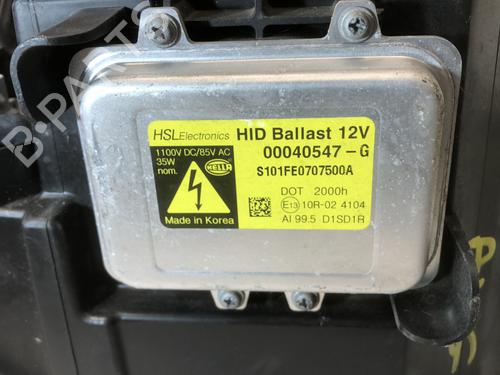 B-PARTS
HSL Electronics HID Ballast 12V
1100V DC/85V AC 00040547-G
35W
nom. HELLA S101FE0707500A
DOT 2000h
E13 10R-02 4104
Made in Korea AI 99.5 D1SD1R